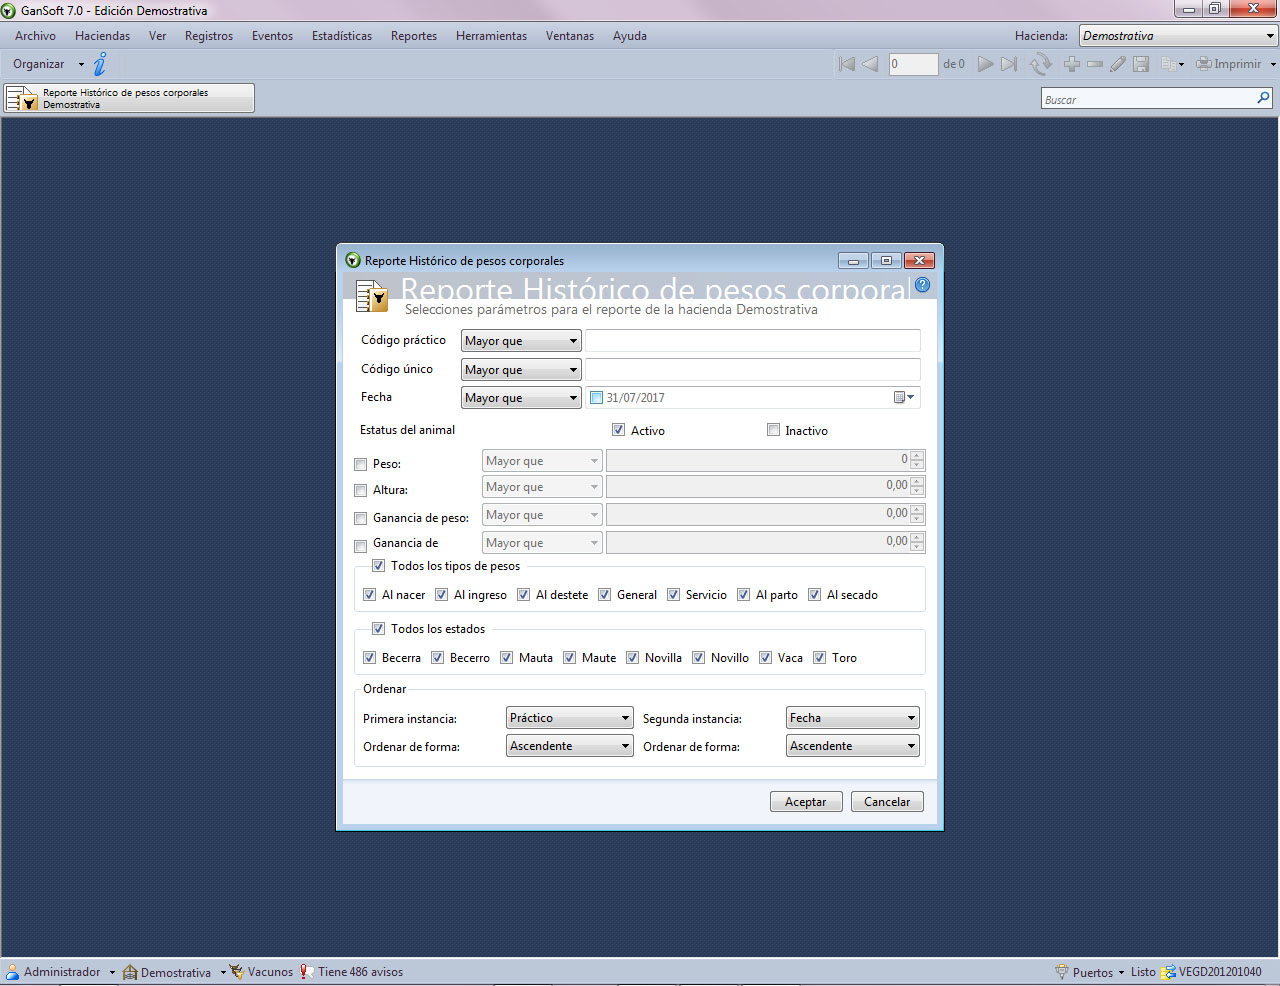 GanSoft 7.0 - Edición Demostrativa
Archivo Haciendas Ver Registros Eventos Estadísticas Reportes Herramientas Ventanas Ayuda Hacienda: Demostrativa
Organizar 0 de 0 Imprimir
Reporte Histórico de pesos corporales
Demostrativa
Buscar
Reporte Histórico de pesos corporales
Reporte Histórico de pesos corpora
Selecciones parámetros para el reporte de la hacienda Demostrativa
Código práctico Mayor que
Código único Mayor que
Fecha Mayor que 31/07/2017
Estatus del animal Activo Inactivo
Peso: Mayor que 0
Altura: Mayor que 0,00
Ganancia de peso: Mayor que 0,00
Ganancia de Mayor que 0,00
Todos los tipos de pesos
Al nacer Al ingreso Al destete General Servicio Al parto Al secado
Todos los estados
Becerra Becerro Mauta Maute Novilla Novillo Vaca Toro
Ordenar
Primera instancia: Práctico Segunda instancia: Fecha
Ordenar de forma: Ascendente Ordenar de forma: Ascendente
Aceptar Cancelar
Administrador Demostrativa Vacunos Tiene 486 avisos Puertos Listo VEGD201201040